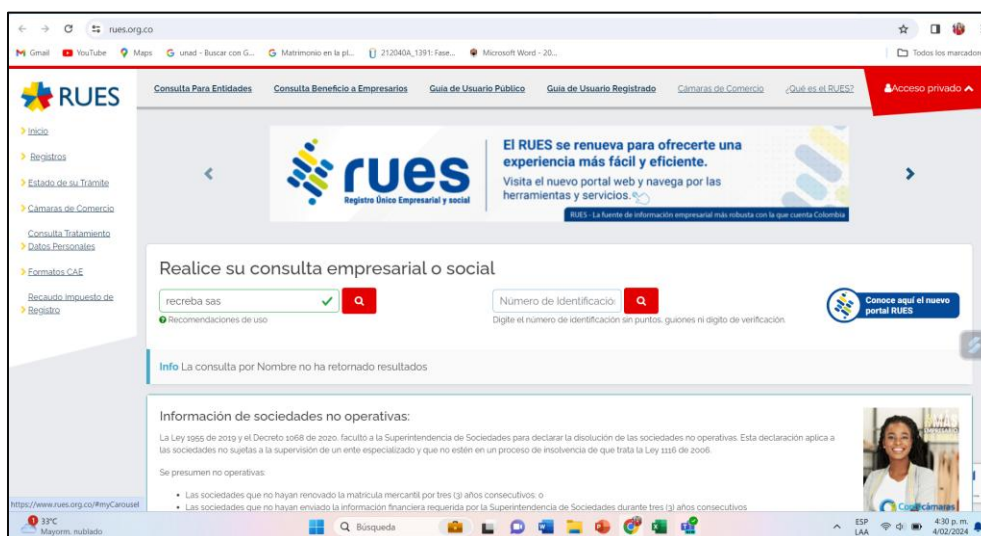 rues.org.co
Gmail YouTube Maps unad - Buscar con G... Matrimonio en la pl... 212040A_1391: Fase... Microsoft Word - 20... Todos los marcadores
RUES
Consulta Para Entidades Consulta Beneficio a Empresarios Guía de Usuario Público Guía de Usuario Registrado Cámaras de Comercio ¿Qué es el RUES? Acceso privado
Inicio
Registros
Estado de su Trámite
Cámaras de Comercio
Consulta Tratamiento
Datos Personales
Formatos CAE
Recaudo Impuesto de
Registro
rues
Registro Único Empresarial y social
El RUES se renueva para ofrecerte una
experiencia más fácil y eficiente.
Visita el nuevo portal web y navega por las
herramientas y servicios.
RUES - La fuente de información empresarial más robusta con la que cuenta Colombia
Realice su consulta empresarial o social
recreba sas
Número de Identificació
Recomendaciones de uso
Digite el número de identificación sin puntos, guiones ni dígito de verificación
Conoce aquí el nuevo
portal RUES
Info La consulta por Nombre no ha retornado resultados
Información de sociedades no operativas:
La Ley 1955 de 2019 y el Decreto 1068 de 2020, facultó a la Superintendencia de Sociedades para declarar la disolución de las sociedades no operativas. Esta declaración aplica a
las sociedades no sujetas a la supervisión de un ente especializado y que no estén en un proceso de insolvencia de que trata la Ley 1116 de 2006.
Se presumen no operativas:
Las sociedades que no hayan renovado la matrícula mercantil por tres (3) años consecutivos; o
Las sociedades que no hayan enviado la información financiera requerida por la Superintendencia de Sociedades durante tres (3) años consecutivos
MÁS
Confecámaras
https://www.rues.org.co/#myCarousel
33°C
Mayorm. nublado
Búsqueda
ESP
LAA
4:30 p. m.
4/02/2024